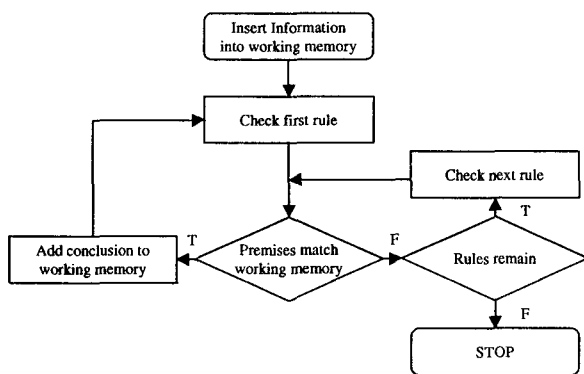 Insert Information
into working memory
Check first rule
Check next rule
T
Add conclusion to
working memory
T
Premises match
working memory
F
Rules remain
F
STOP